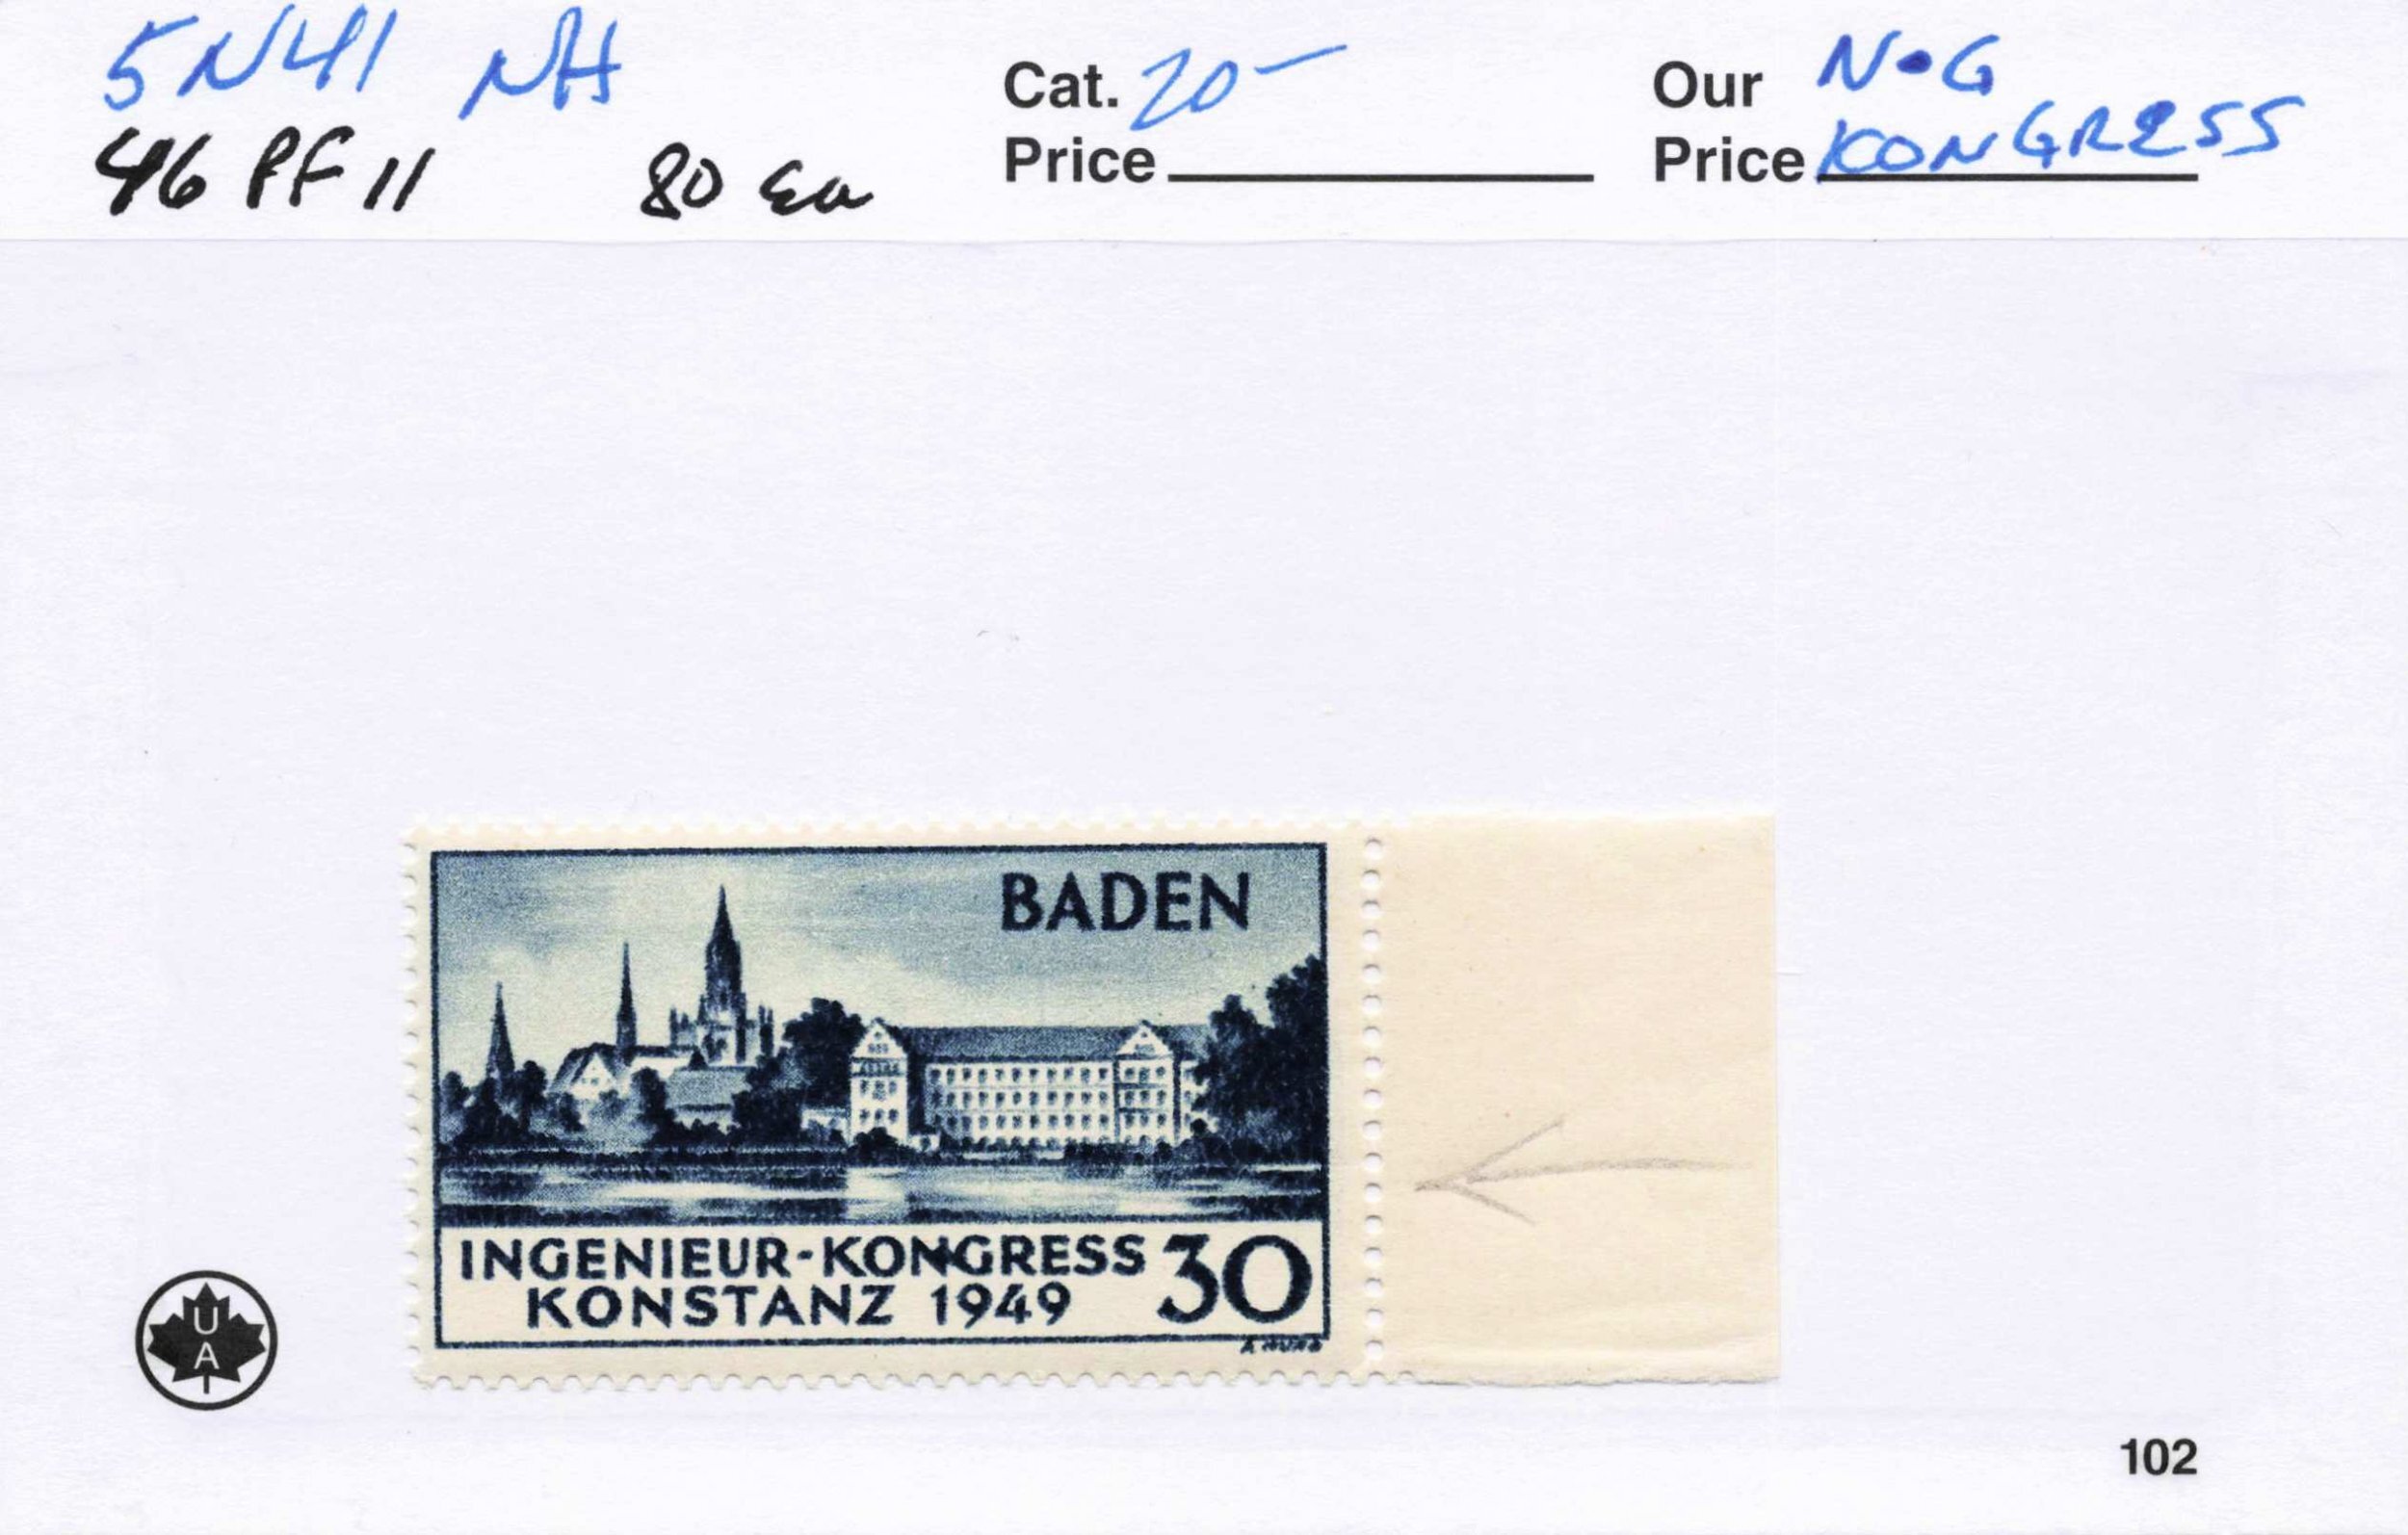 5N41 NH
46 PF 11 80 Ea
Cat. 20-
Price
Our N·G
Price KONGRESS
BADEN
INGENIEUR-KONGRESS 30
KONSTANZ 1949
U
A
102